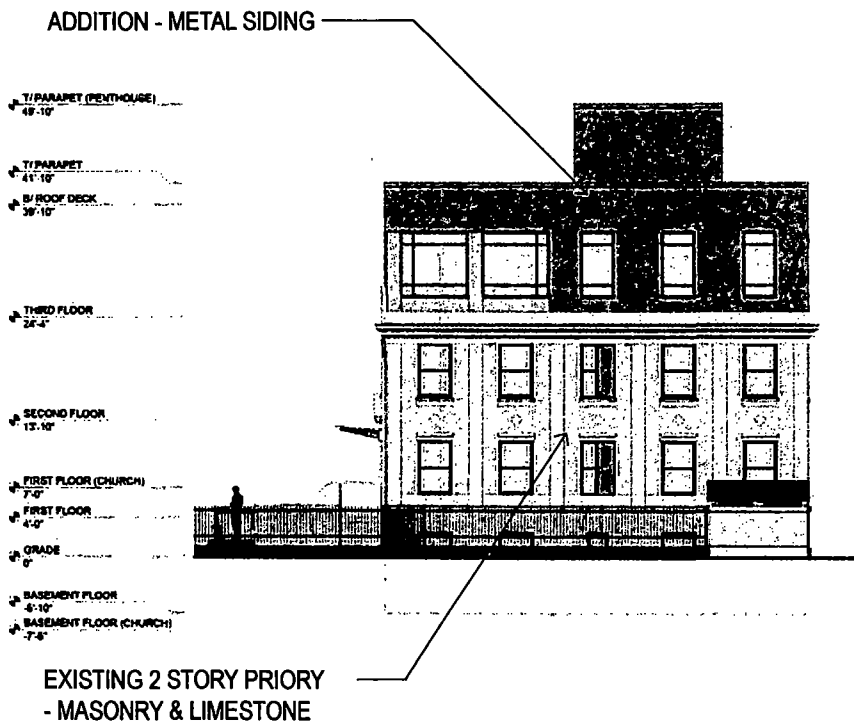 ADDITION - METAL SIDING
T/ PARAPET (PENTHOUSE)
49'-10"
T/ PARAPET
41'-10"
B/ ROOF DECK
39'-10"
THIRD FLOOR
24'-4"
SECOND FLOOR
13'-10"
FIRST FLOOR (CHURCH)
7'-0"
FIRST FLOOR
4'-0"
GRADE
0"
BASEMENT FLOOR
-6'-10"
BASEMENT FLOOR (CHURCH)
-7'-6"
EXISTING 2 STORY PRIORY
- MASONRY & LIMESTONE